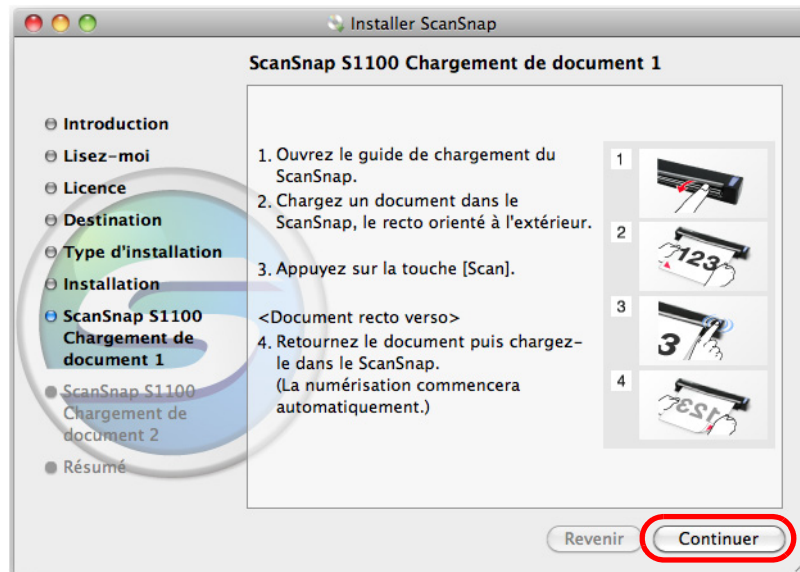 Installer ScanSnap
ScanSnap S1100 Chargement de document 1
Introduction
Lisez-moi
Licence
Destination
Type d'installation
Installation
ScanSnap S1100
Chargement de
document 1
ScanSnap S1100
Chargement de
document 2
Résumé
1. Ouvrez le guide de chargement du
ScanSnap.
2. Chargez un document dans le
ScanSnap, le recto orienté à l'extérieur.
3. Appuyez sur la touche [Scan].
<Document recto verso>
4. Retournez le document puis chargez-
le dans le ScanSnap.
(La numérisation commencera
automatiquement.)
1
2
123
3
3
4
123
Revenir
Continuer